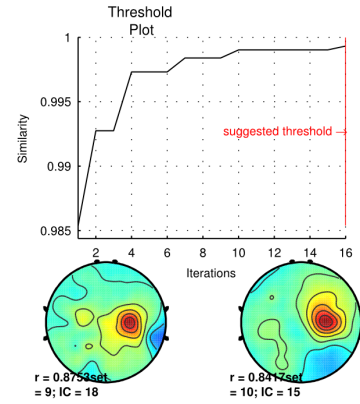 Threshold
Plot
1
0.995
0.99
0.985
Similarity
suggested threshold →
2 4 6 8 10 12 14 16
Iterations
r = 0.8753set
= 9; IC = 18
r = 0.8417set
= 10; IC = 15